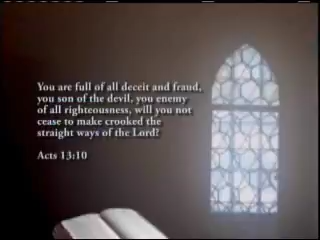 You are full of all deceit and fraud,
you son of the devil, you enemy
of all righteousness, will you not
cease to make crooked the
straight ways of the Lord?
Acts 13:10